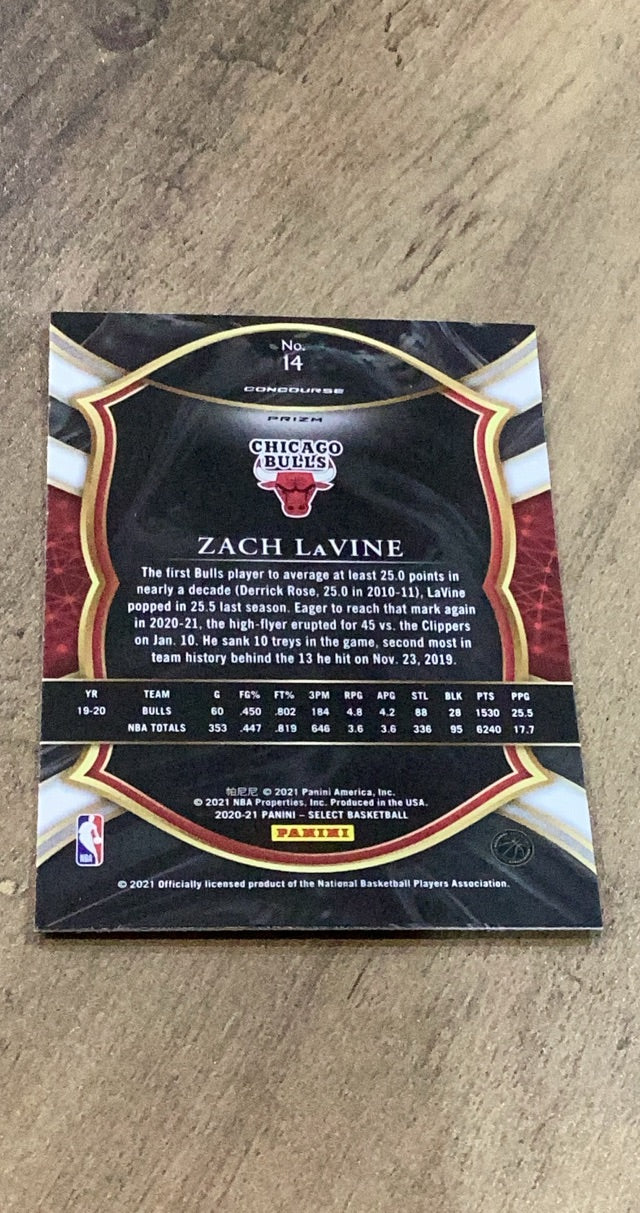 No.
14
CONCOURSE
PRIZM
CHICAGO
BULLS
ZACH LaVINE
The first Bulls player to average at least 25.0 points in
nearly a decade (Derrick Rose, 25.0 in 2010-11), LaVine
popped in 25.5 last season. Eager to reach that mark again
in 2020-21, the high-flyer erupted for 45 vs. the Clippers
on Jan. 10. He sank 10 treys in the game, second most in
team history behind the 13 he hit on Nov. 23, 2019.
YR TEAM G FG% FT% 3PM RPG APG STL BLK PTS PPG
19-20 BULLS 60 .450 .802 184 4.8 4.2 88 28 1530 25.5
NBA TOTALS 353 .447 .819 646 3.6 3.6 336 95 6240 17.7
帕尼尼 © 2021 Panini America, Inc.
© 2021 NBA Properties, Inc. Produced in the USA.
2020-21 PANINI – SELECT BASKETBALL
PANINI
NBA
© 2021 Officially licensed product of the National Basketball Players Association.